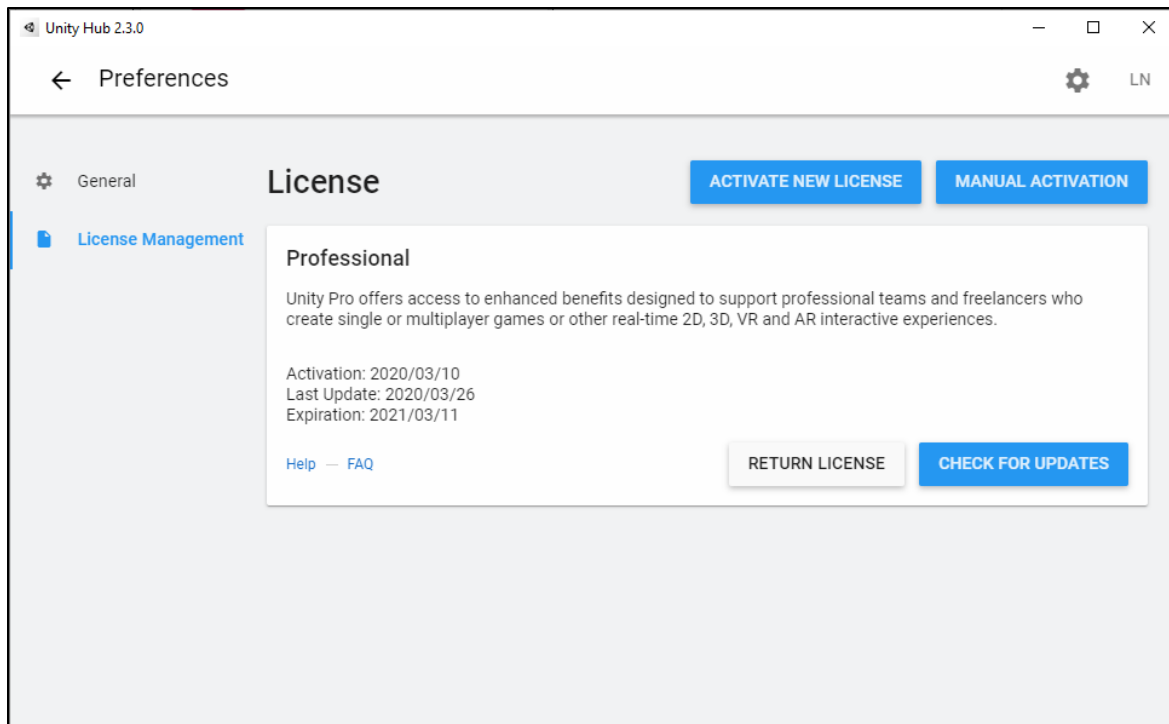 Unity Hub 2.3.0
Preferences
LN
General
License Management
License
ACTIVATE NEW LICENSE
MANUAL ACTIVATION
Professional
Unity Pro offers access to enhanced benefits designed to support professional teams and freelancers who
create single or multiplayer games or other real-time 2D, 3D, VR and AR interactive experiences.
Activation: 2020/03/10
Last Update: 2020/03/26
Expiration: 2021/03/11
Help — FAQ
RETURN LICENSE
CHECK FOR UPDATES